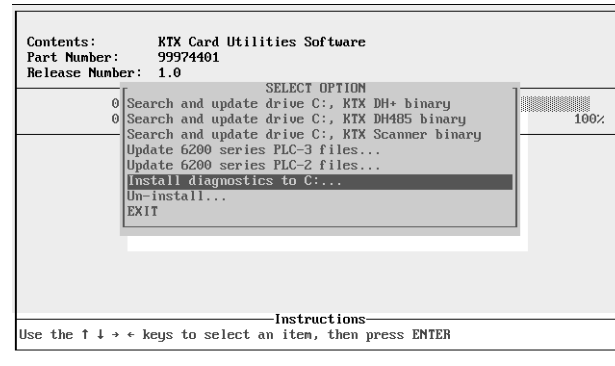 Contents: KTX Card Utilities Software
Part Number: 99974401
Release Number: 1.0
SELECT OPTION
0 Search and update drive C:, KTX DH+ binary
0 Search and update drive C:, KTX DH485 binary 100%
Search and update drive C:, KTX Scanner binary
Update 6200 series PLC-3 files...
Update 6200 series PLC-2 files...
Install diagnostics to C:...
Un-install...
EXIT
Instructions
Use the ↑ ↓ → ← keys to select an item, then press ENTER